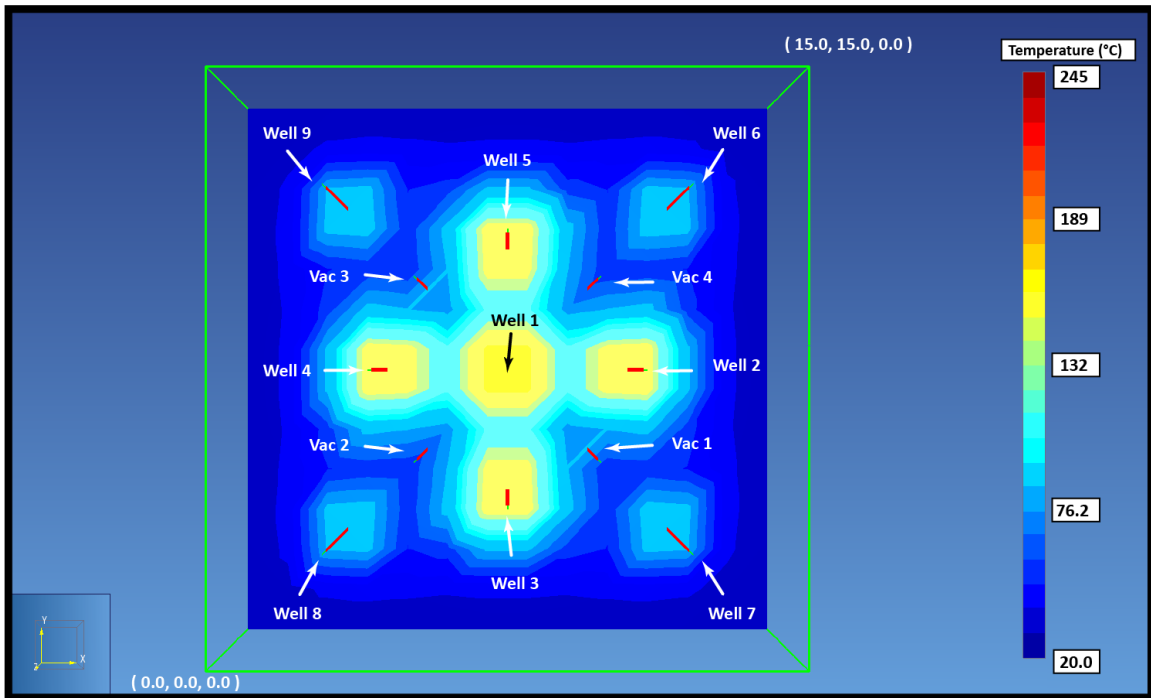 ( 15.0, 15.0, 0.0 )
Temperature (°C)
245
Well 9
Well 6
Well 5
189
Vac 3
Vac 4
Well 1
Well 4
Well 2
132
Vac 2
Vac 1
76.2
Well 3
Well 8
Well 7
Y
X
Z
20.0
( 0.0, 0.0, 0.0 )